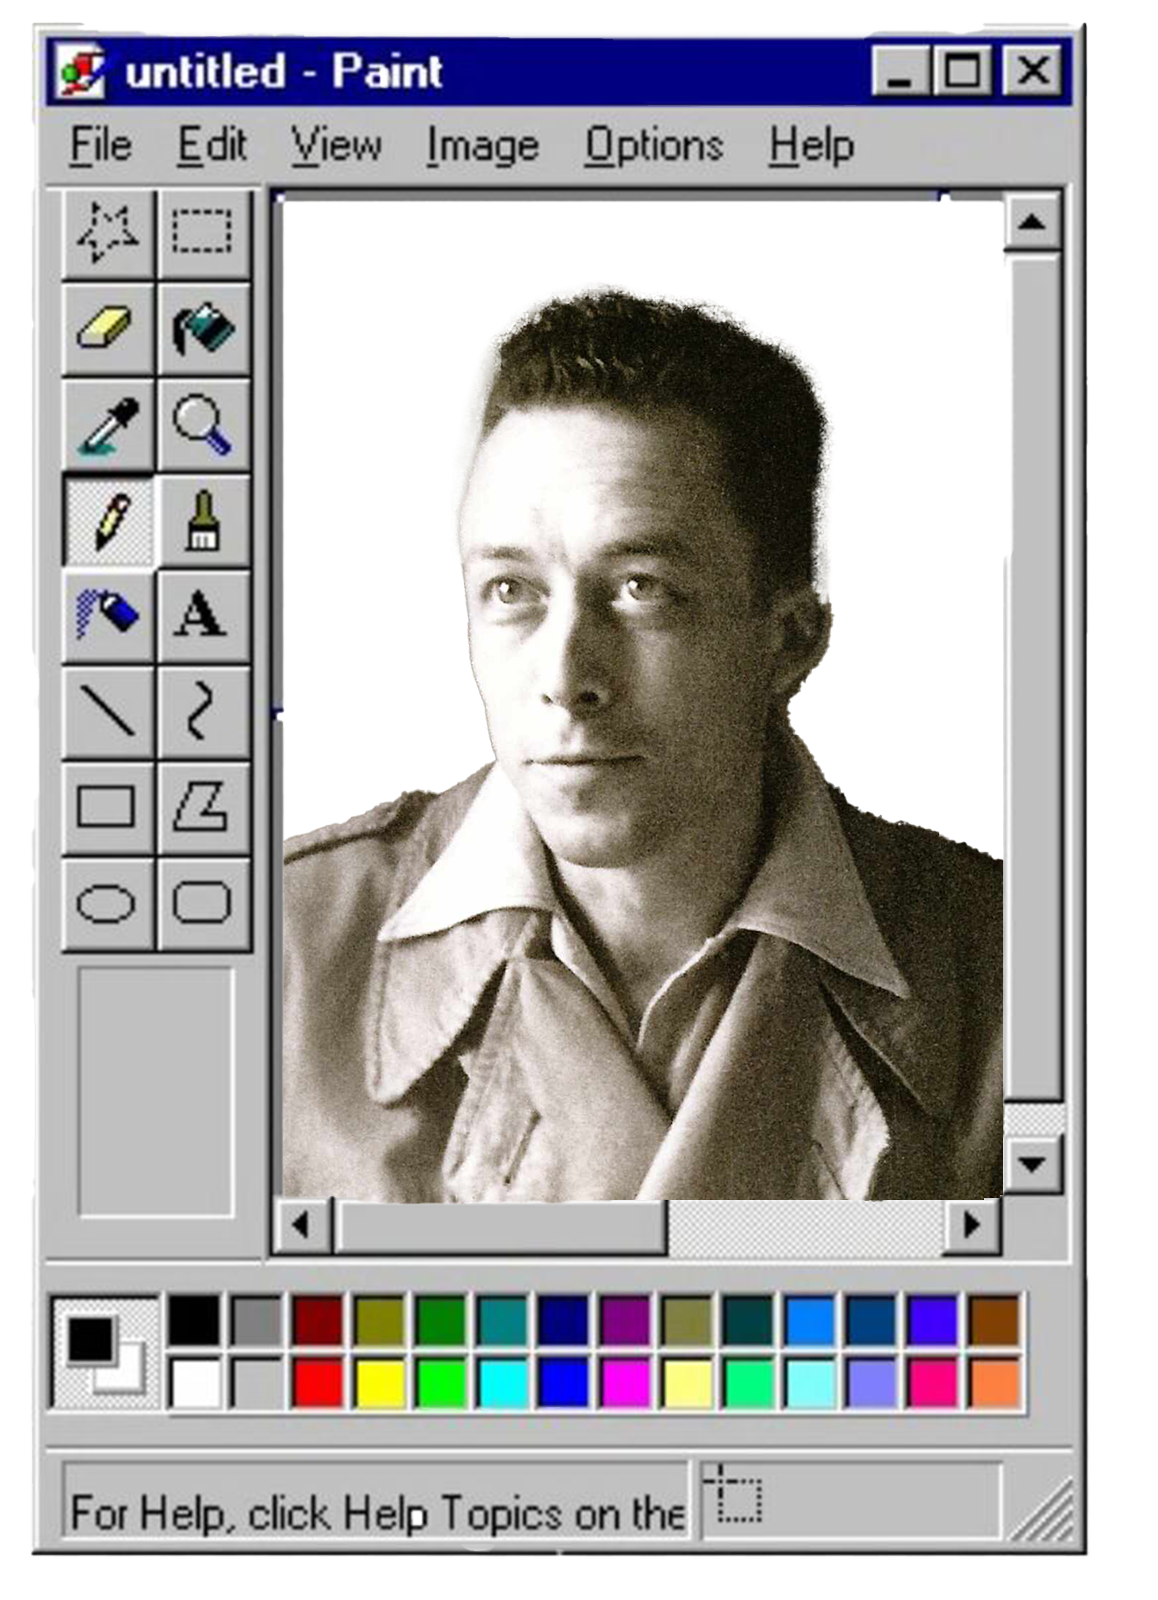 untitled - Paint
File Edit View Image Options Help
A
For Help, click Help Topics on the